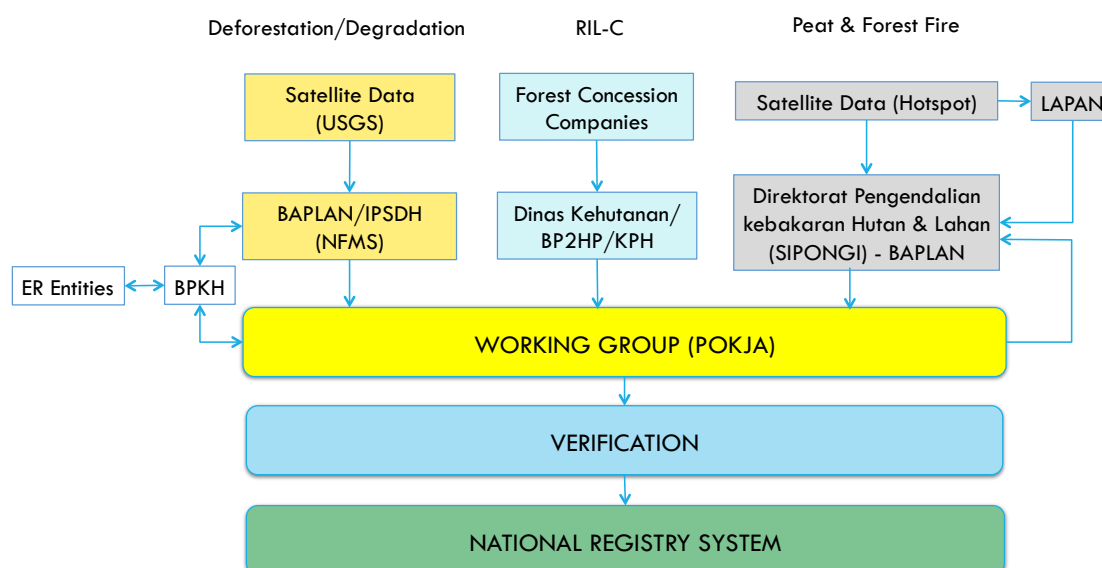 Deforestation/Degradation
RIL-C
Peat & Forest Fire
Satellite Data
(USGS)
Forest Concession
Companies
Satellite Data (Hotspot)
LAPAN
BAPLAN/IPSDH
(NFMS)
Dinas Kehutanan/
BP2HP/KPH
Direktorat Pengendalian
kebakaran Hutan & Lahan
(SIPONGI) - BAPLAN
ER Entities
BPKH
WORKING GROUP (POKJA)
VERIFICATION
NATIONAL REGISTRY SYSTEM